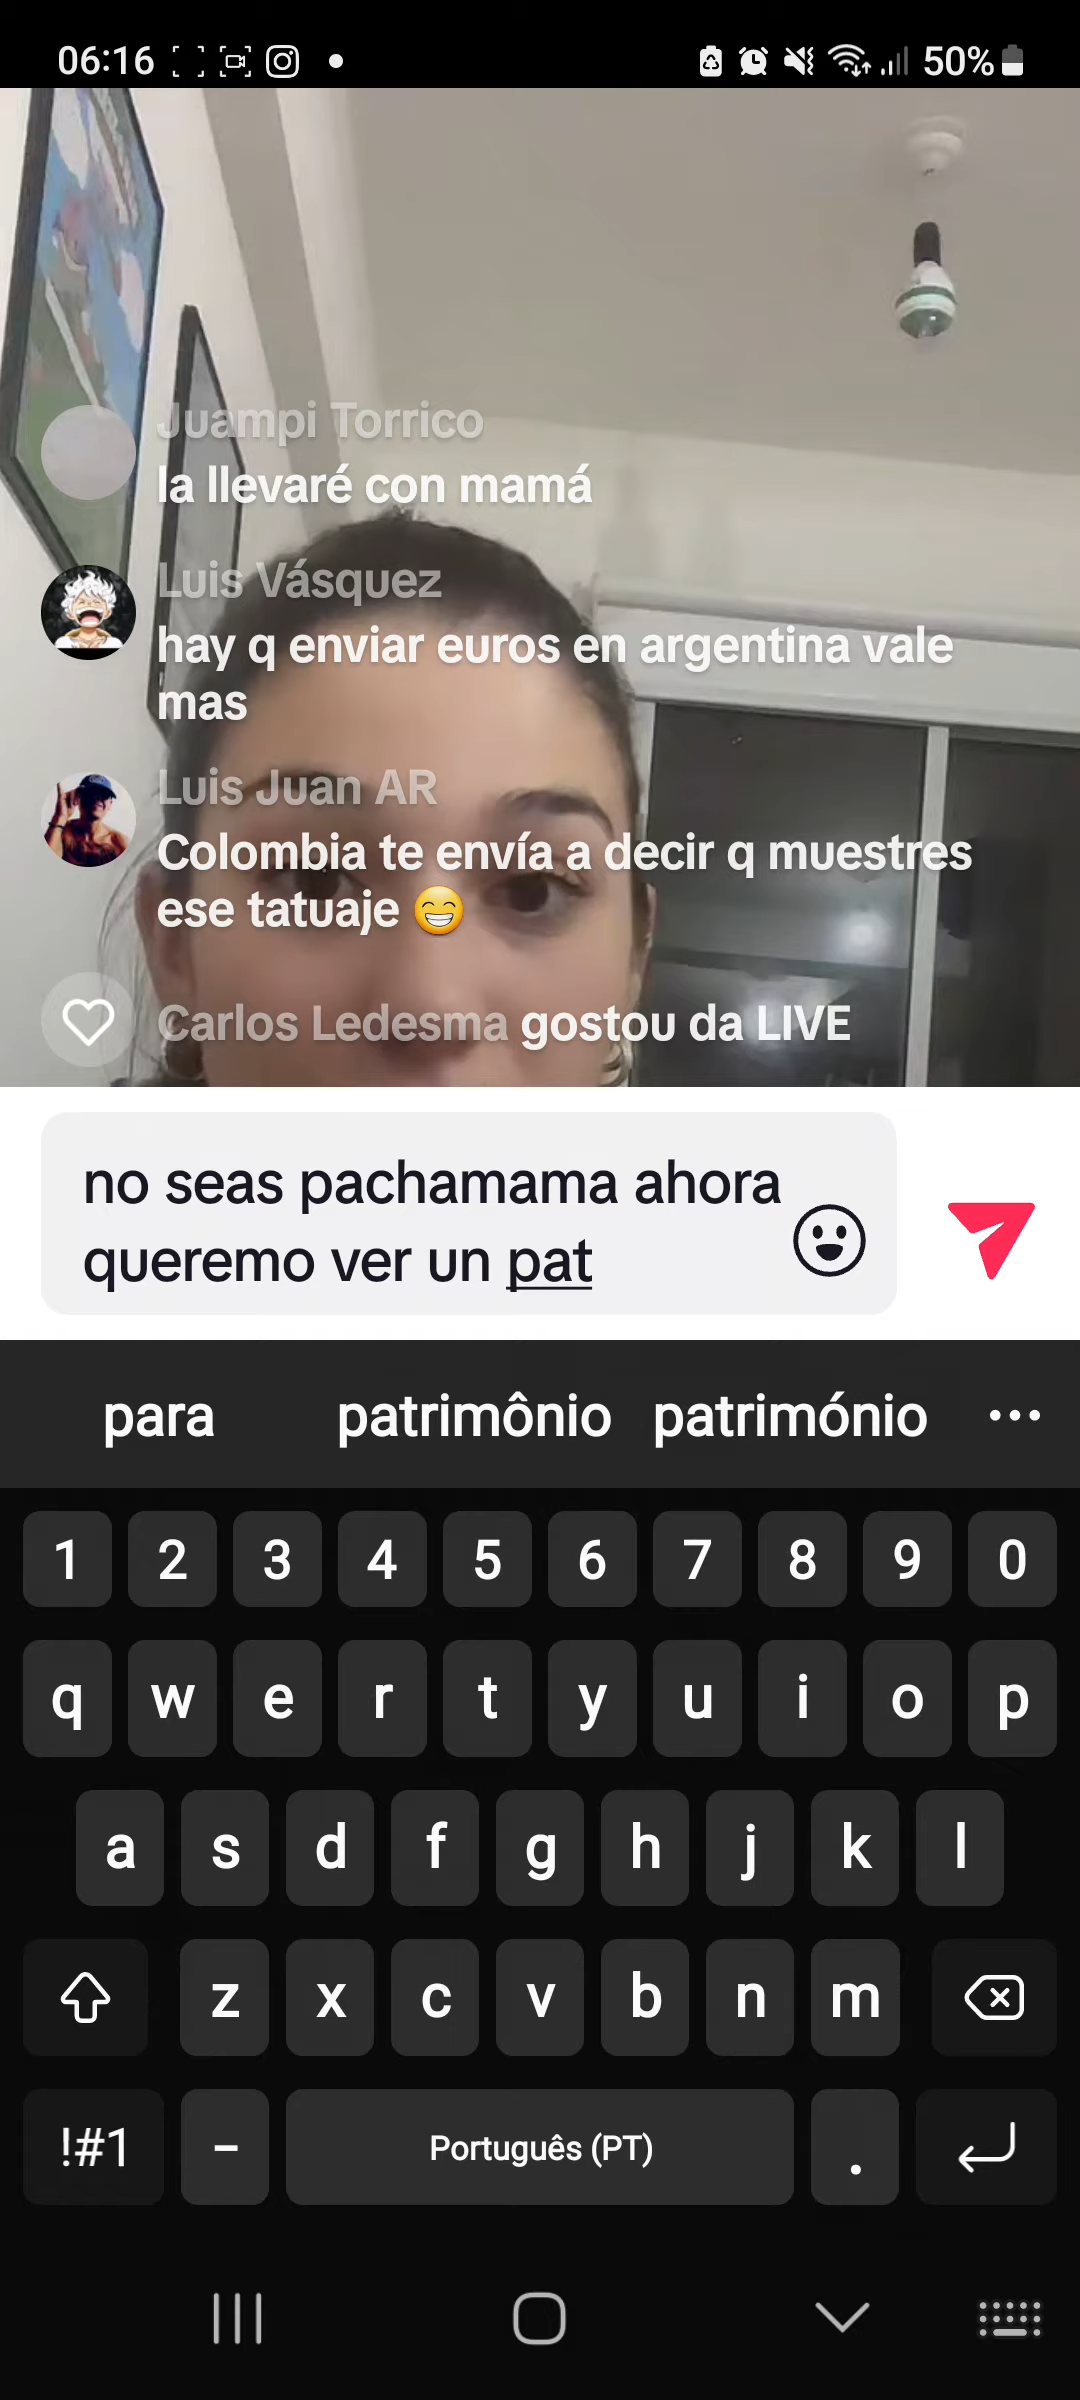 06:16 50%
Juampi Torrico
la llevaré con mamá
Luis Vásquez
hay q enviar euros en argentina vale
mas
Luis Juan AR
Colombia te envía a decir q muestres
ese tatuaje 😁
Carlos Ledesma gostou da LIVE
no seas pachamama ahora
queremo ver un pat
para patrimônio património ...
1 2 3 4 5 6 7 8 9 0
q w e r t y u i o p
a s d f g h j k l
z x c v b n m
!#1 - Português (PT) .